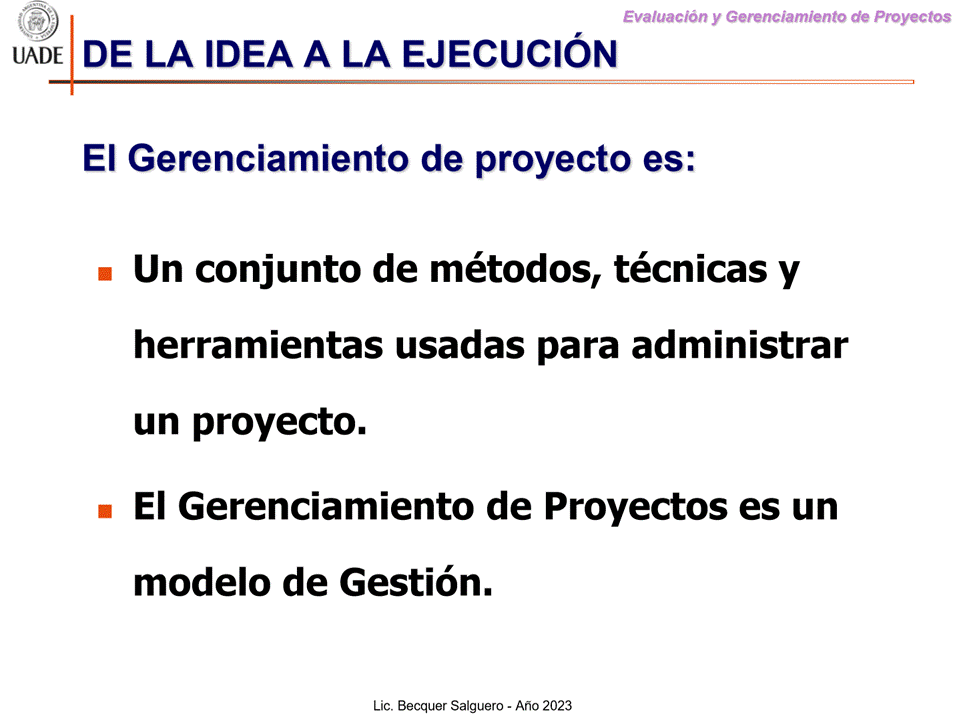 Evaluación y Gerenciamiento de Proyectos
UADE
DE LA IDEA A LA EJECUCIÓN
El Gerenciamiento de proyecto es:
Un conjunto de métodos, técnicas y
herramientas usadas para administrar
un proyecto.
El Gerenciamiento de Proyectos es un
modelo de Gestión.
Lic. Becquer Salguero - Año 2023